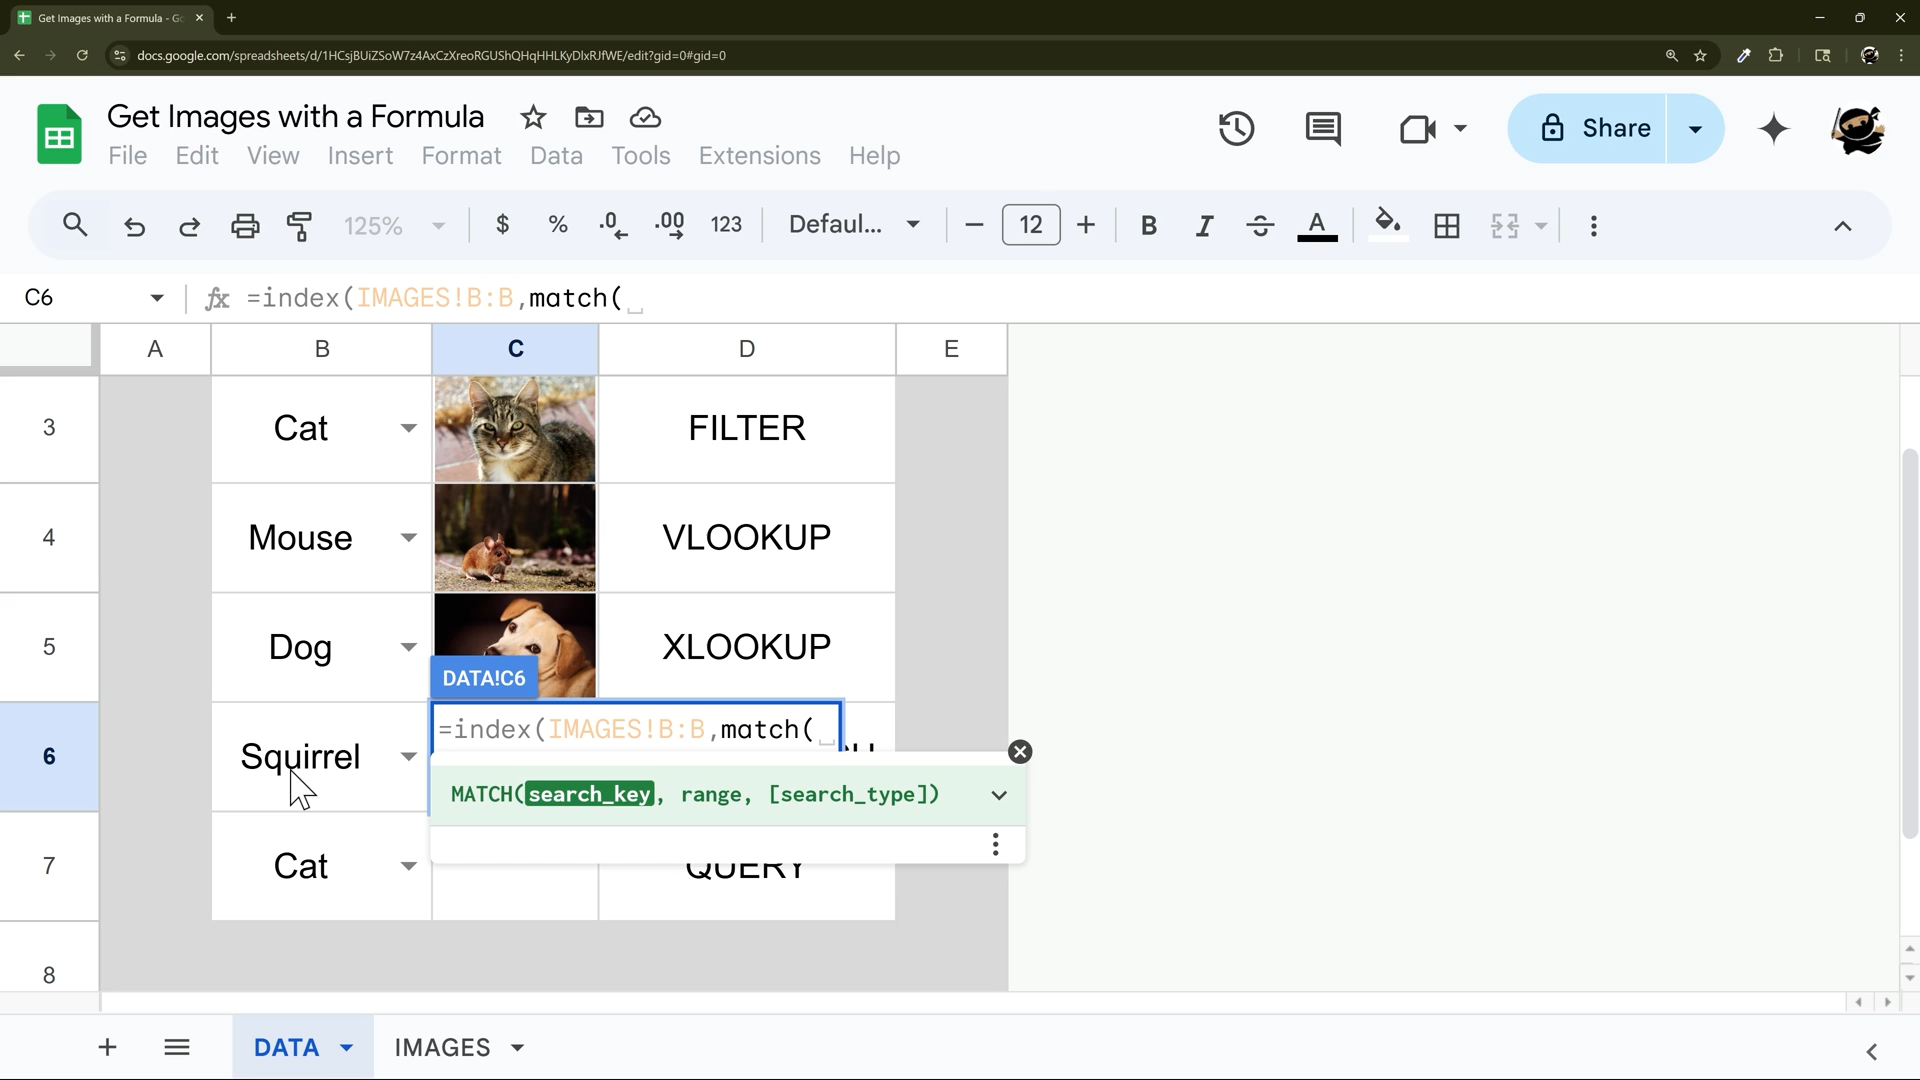 Get Images with a Formula - Go
docs.google.com/spreadsheets/d/1HCsjBUiZSoW7z4AxCzXreoRGUShQHqHHLKyDlxRJfWE/edit?gid=0#gid=0
Get Images with a Formula
Share
File Edit View Insert Format Data Tools Extensions Help
125% $ % .0 .00 123 Defaul... 12 B I A
C6 fx =index(IMAGES!B:B,match(
A B C D E
3 Cat FILTER
4 Mouse VLOOKUP
5 Dog XLOOKUP
DATA!C6
=index(IMAGES!B:B,match(
6 Squirrel
MATCH(search_key, range, [search_type])
7 Cat QUERY
8
DATA IMAGES